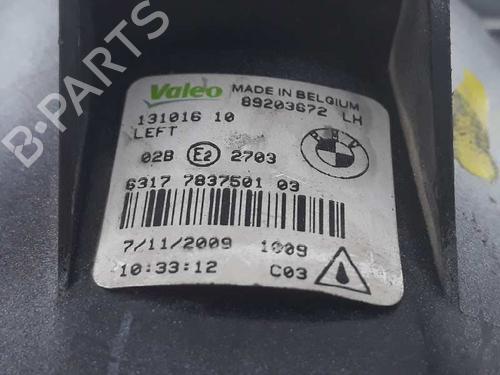 Valeo MADE IN BELGIUM
89203672 LH
131016 10
LEFT
02B E2 2703
6317 7837501 03
7/11/2009 1009
10:33:12 C03
B-PARTS